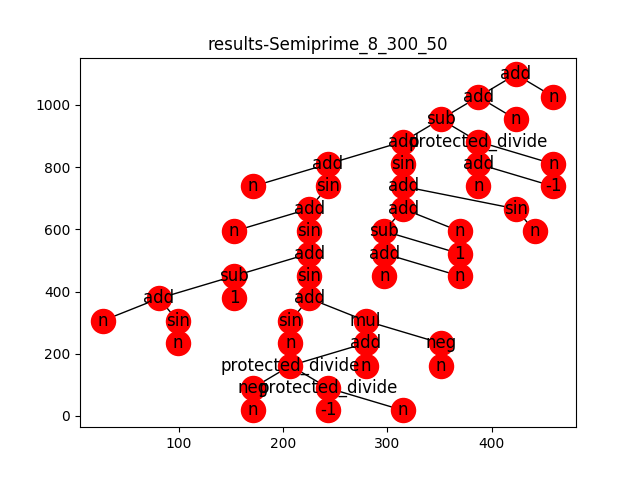 results-Semiprime_8_300_50
add
1000 add n
sub n
add protected_divide
800 add sin add n
n sin add n -1
add add sin
600 n sin sub n n
add add 1
sub sin n n
400 add 1 add
n sin sin mul
n n add neg
200 protected_divide n n
neg protected_divide
0 n -1 n
100 200 300 400